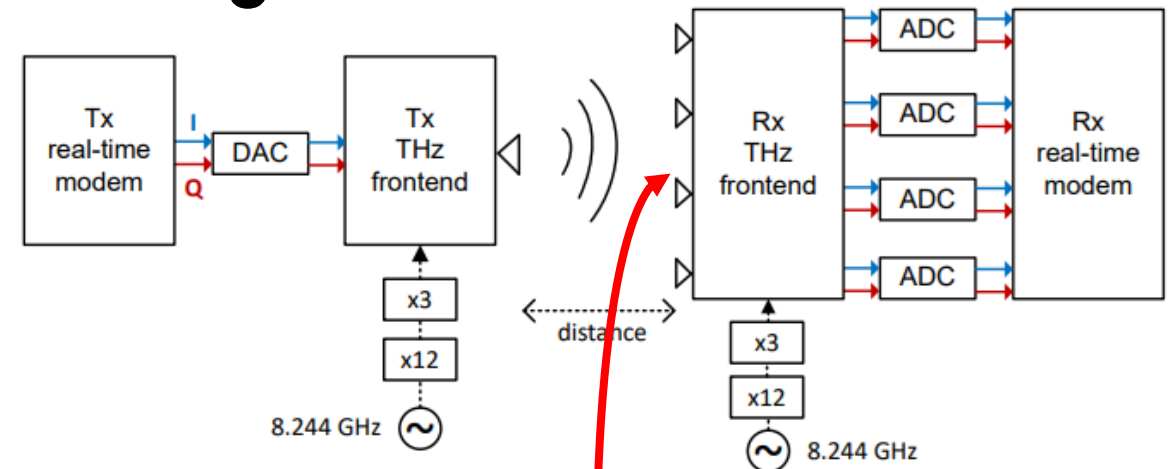 Tx
real-time
modem
I
Q
DAC
Tx
THz
frontend
x3
x12
8.244 GHz
distance
Rx
THz
frontend
x3
x12
8.244 GHz
ADC
ADC
ADC
ADC
Rx
real-time
modem